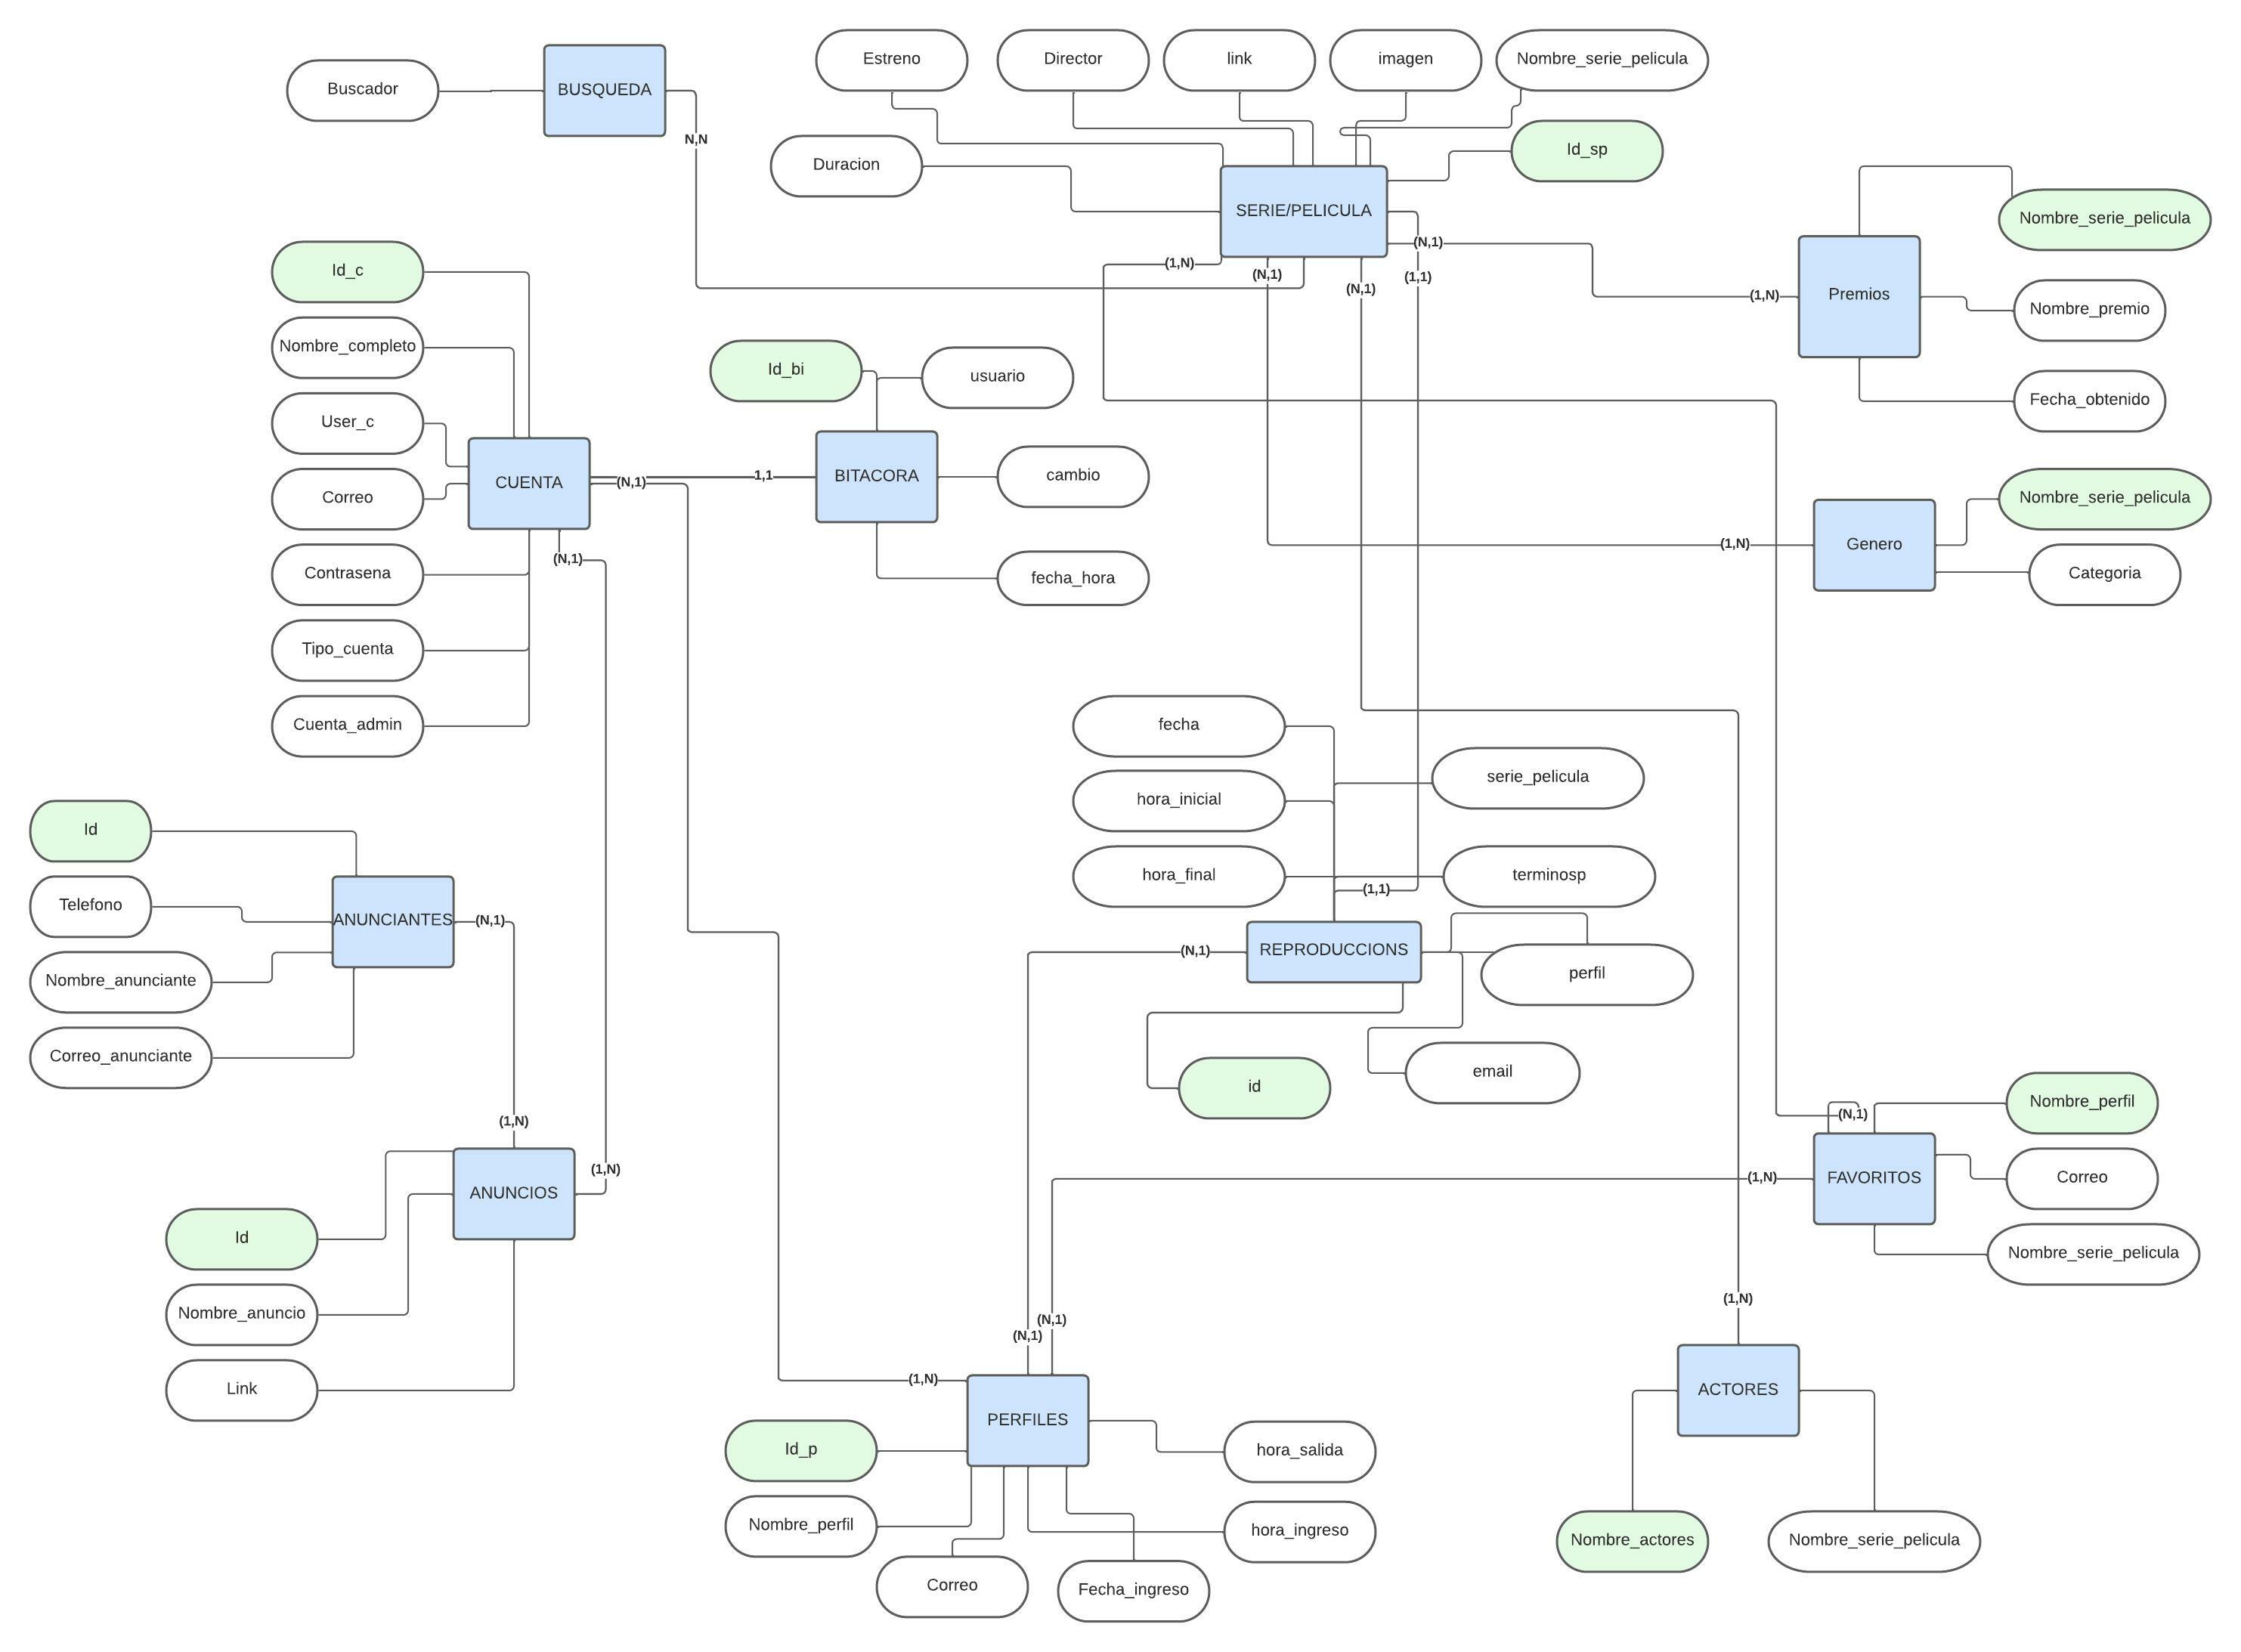 Estreno
Director
link
imagen
Nombre_serie_pelicula
Buscador
BUSQUEDA
N,N
Duracion
Id_sp
SERIE/PELICULA
Nombre_serie_pelicula
(N,1)
(1,N)
(N,1)
(1,1)
(N,1)
(1,N)
Premios
Nombre_premio
Fecha_obtenido
Id_c
Nombre_completo
User_c
Correo
Contrasena
Tipo_cuenta
Cuenta_admin
CUENTA
(N,1)
1,1
(N,1)
Id_bi
usuario
BITACORA
cambio
fecha_hora
Nombre_serie_pelicula
(1,N)
Genero
Categoria
fecha
hora_inicial
hora_final
serie_pelicula
terminosp
(1,1)
(N,1)
REPRODUCCIONS
perfil
id
email
Id
Telefono
Nombre_anunciante
Correo_anunciante
ANUNCIANTES
(N,1)
(1,N)
(1,N)
ANUNCIOS
Id
Nombre_anuncio
Link
(N,1)
Nombre_perfil
(1,N)
FAVORITOS
Correo
Nombre_serie_pelicula
(N,1)
(N,1)
(1,N)
PERFILES
Id_p
Nombre_perfil
Correo
Fecha_ingreso
hora_salida
hora_ingreso
(1,N)
ACTORES
Nombre_actores
Nombre_serie_pelicula